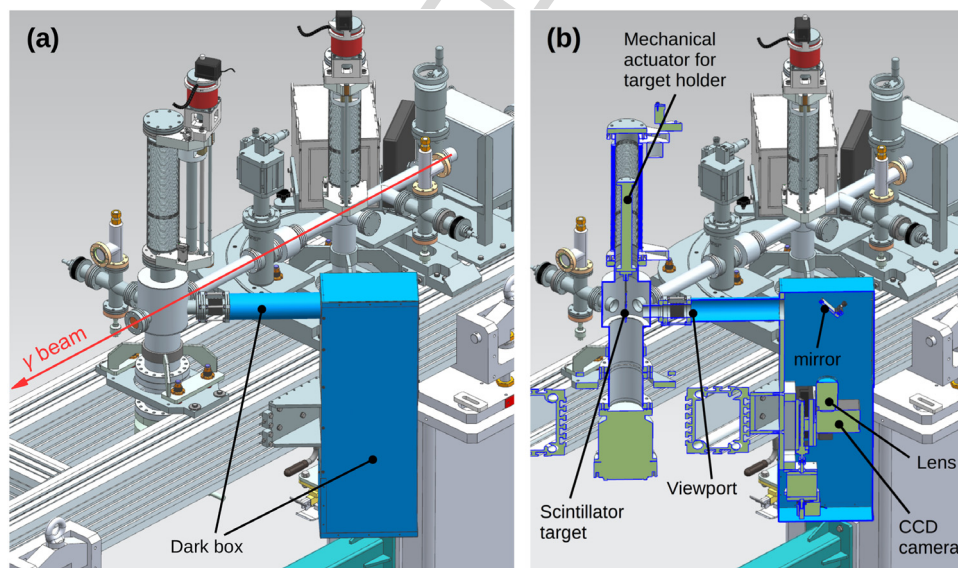 (a)
γ beam
Dark box
(b)
Mechanical
actuator for
target holder
mirror
Lens
Viewport
Scintillator
target
CCD
camera